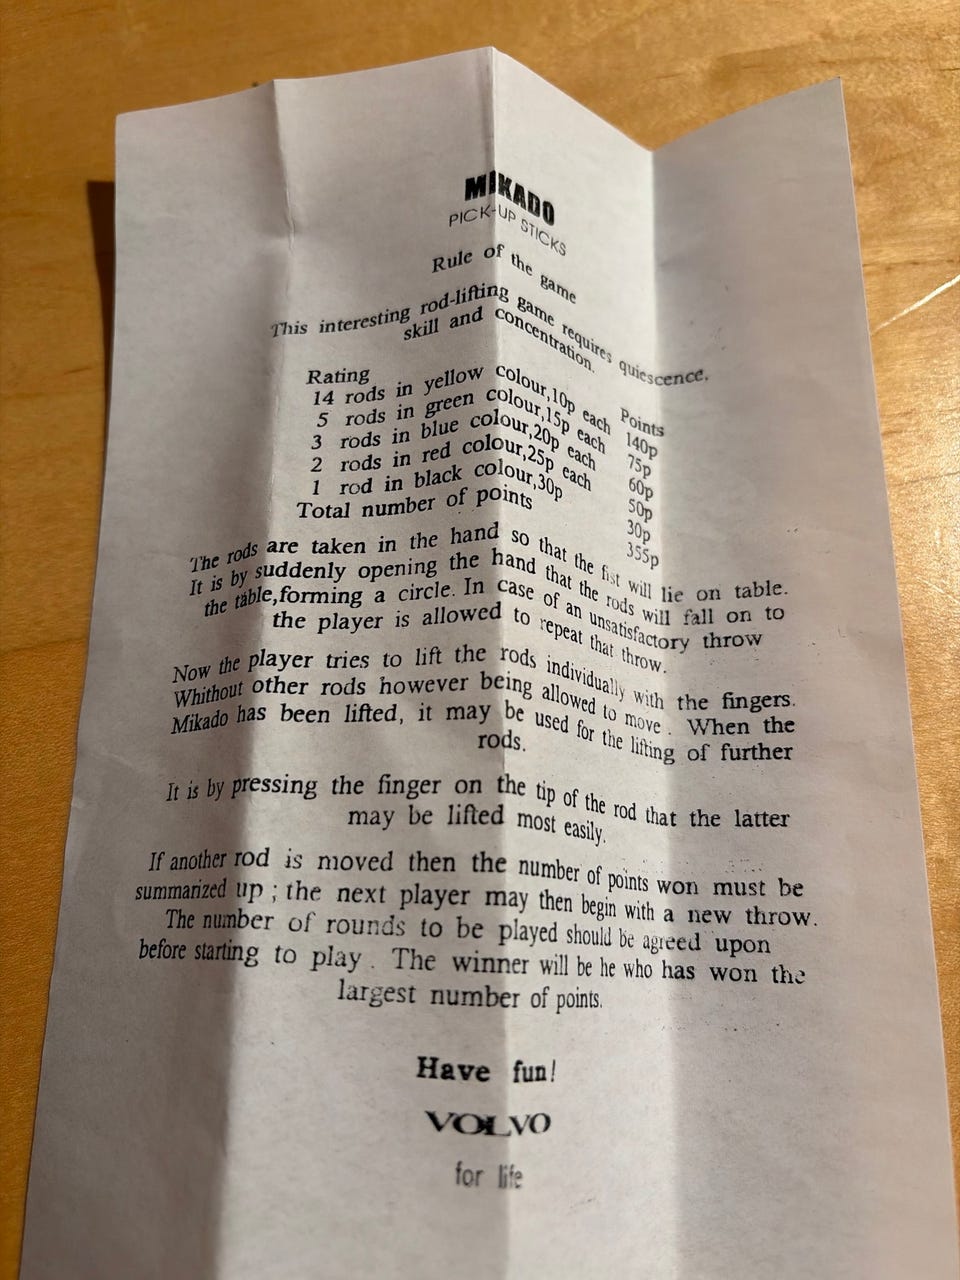 MIKADO
PICK-UP STICKS
Rule of the game
This interesting rod-lifting game requires quiescence,
skill and concentration.
Rating Points
14 rods in yellow colour,10p each 140p
5 rods in green colour,15p each 75p
3 rods in blue colour,20p each 60p
2 rods in red colour,25p each 50p
1 rod in black colour,30p 30p
Total number of points 355p
The rods are taken in the hand so that the fist will lie on table.
It is by suddenly opening the hand that the rods will fall on to
the table,forming a circle. In case of an unsatisfactory throw
the player is allowed to repeat that throw.
Now the player tries to lift the rods individually with the fingers.
Whithout other rods however being allowed to move . When the
Mikado has been lifted, it may be used for the lifting of further
rods.
It is by pressing the finger on the tip of the rod that the latter
may be lifted most easily.
If another rod is moved then the number of points won must be
summarized up ; the next player may then begin with a new throw.
The number of rounds to be played should be agreed upon
before starting to play . The winner will be he who has won the
largest number of points.
Have fun!
VOLVO
for life